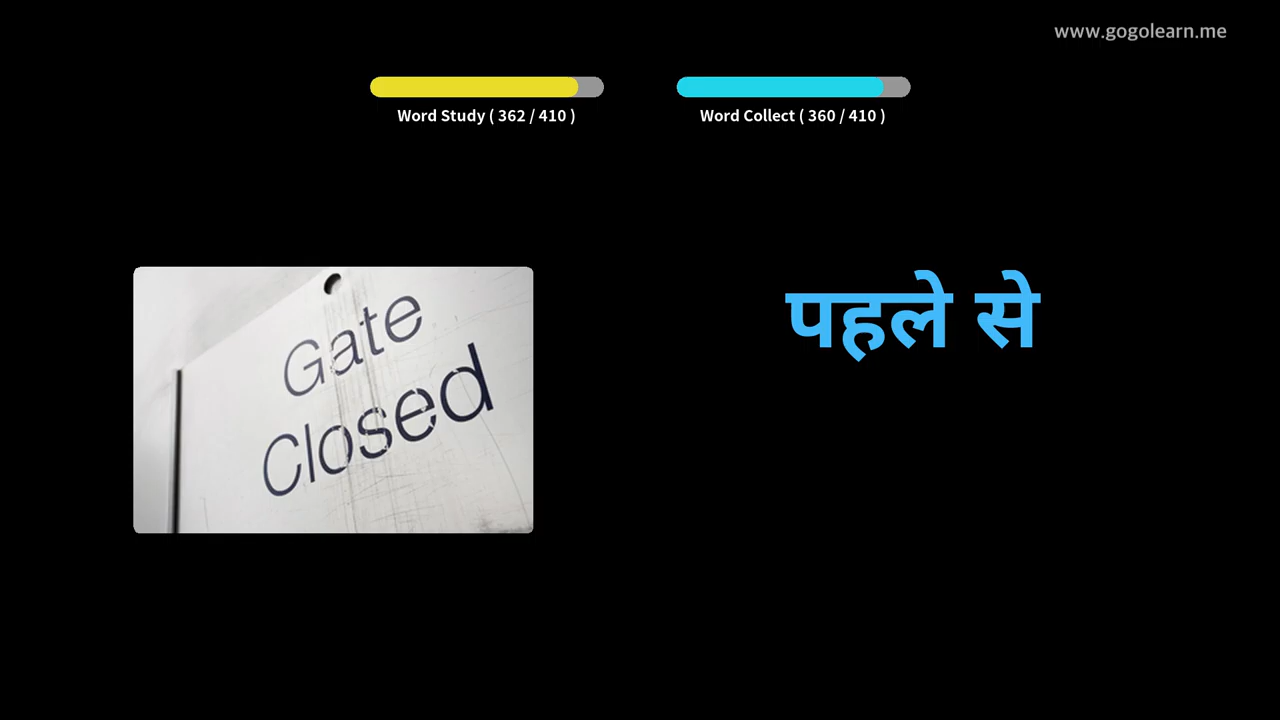 www.gogolearn.me
Word Study ( 362 / 410 )
Word Collect ( 360 / 410 )
Gate
Closed
पहले से